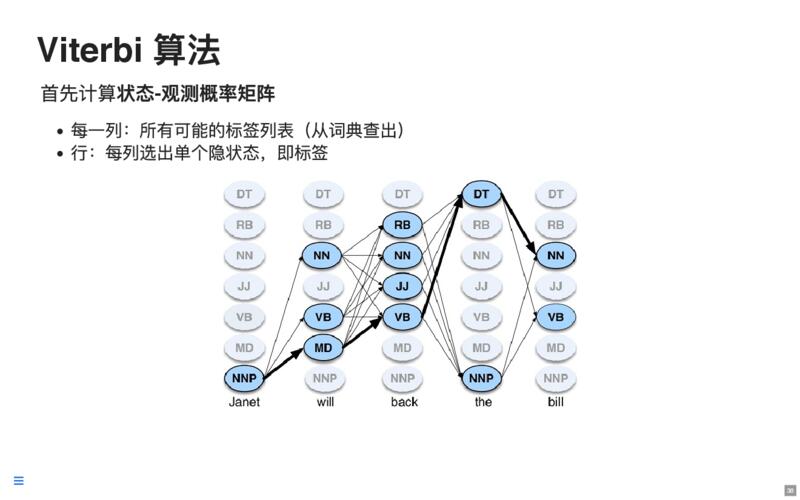 Viterbi 算法
首先计算状态-观测概率矩阵
• 每一列：所有可能的标签列表（从词典查出）
• 行：每列选出单个隐状态，即标签
DT DT DT DT DT
RB RB RB RB RB
NN NN NN NN NN
JJ JJ JJ JJ JJ
VB VB VB VB VB
MD MD MD MD MD
NNP NNP NNP NNP NNP
Janet will back the bill
36